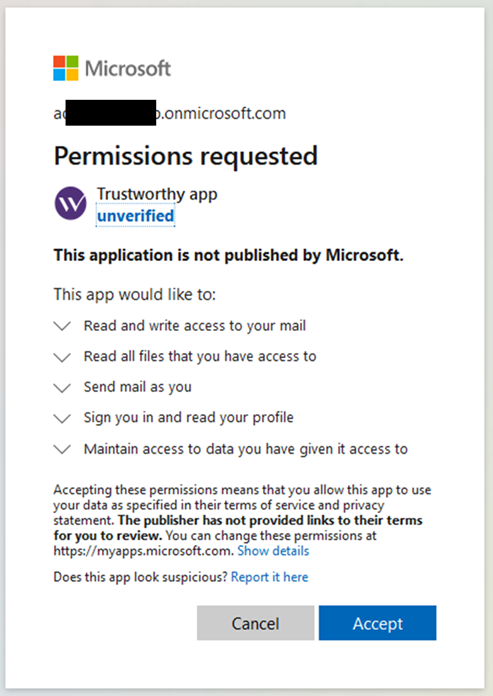 Microsoft
.onmicrosoft.com
Permissions requested
Trustworthy app
unverified
This application is not published by Microsoft.
This app would like to:
Read and write access to your mail
Read all files that you have access to
Send mail as you
Sign you in and read your profile
Maintain access to data you have given it access to
Accepting these permissions means that you allow this app to use
your data as specified in their terms of service and privacy
statement. The publisher has not provided links to their terms
for you to review. You can change these permissions at
https://myapps.microsoft.com. Show details
Does this app look suspicious? Report it here
Cancel
Accept